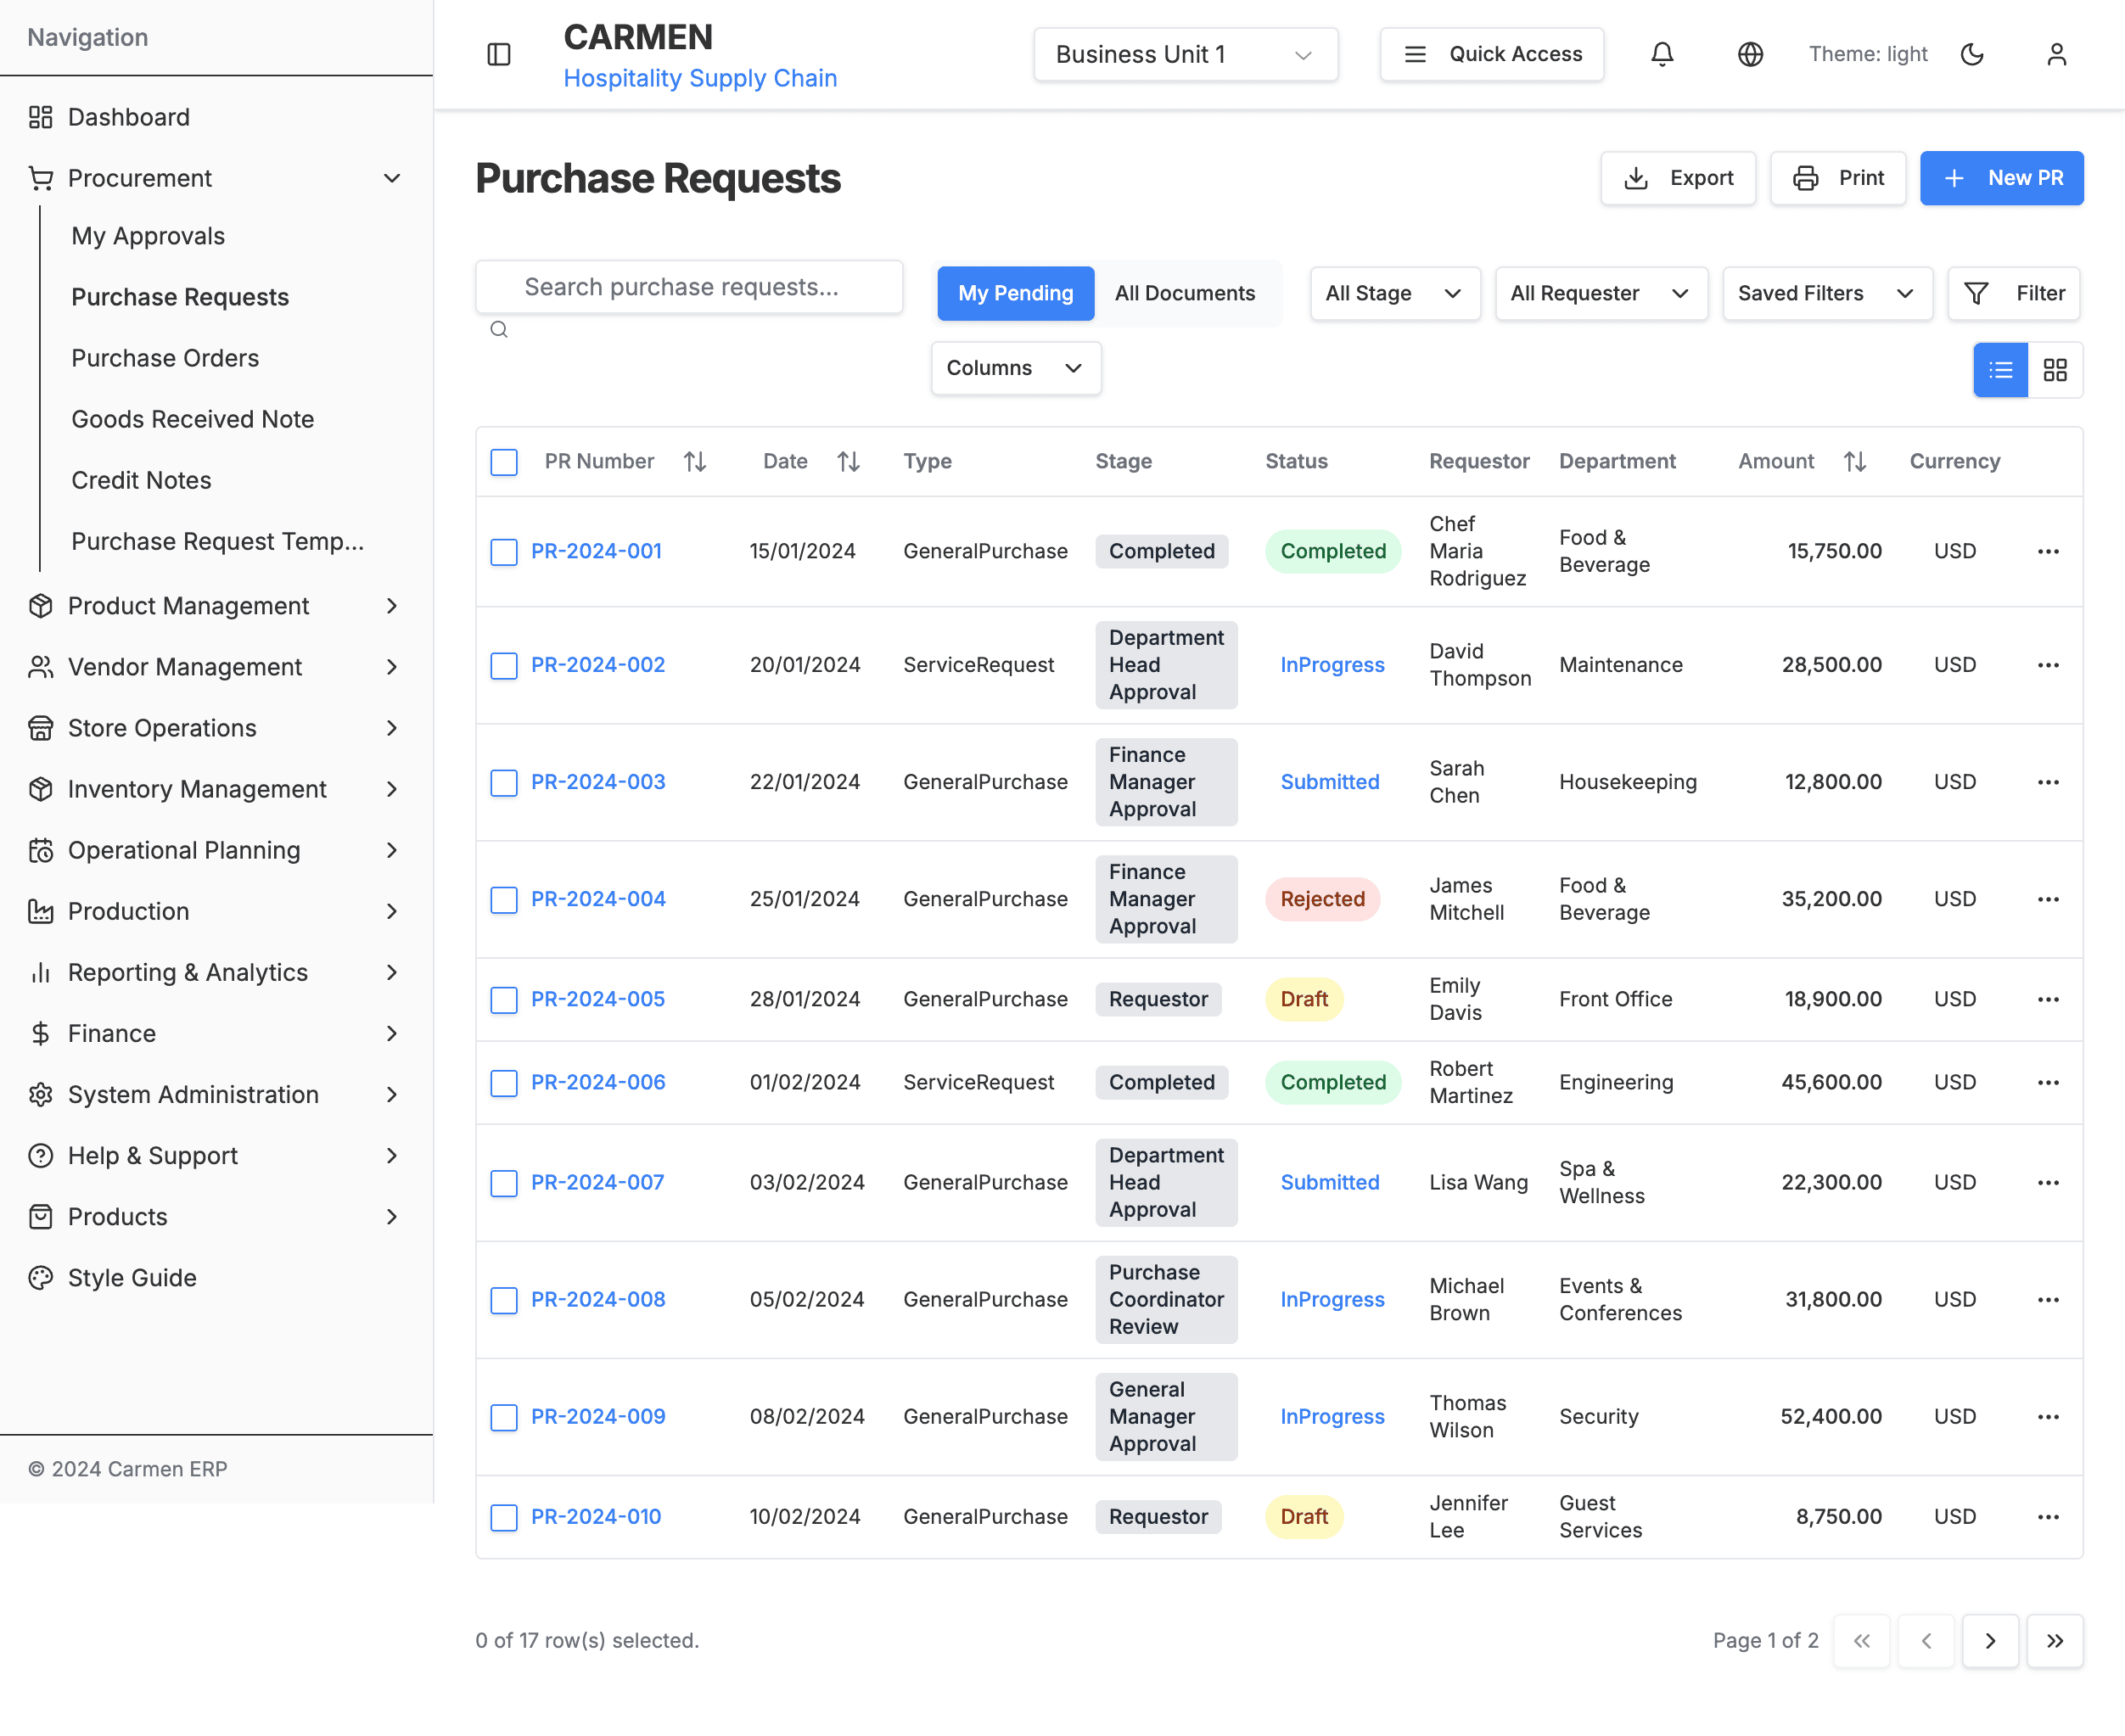 Navigation
Dashboard
Procurement
My Approvals
Purchase Requests
Purchase Orders
Goods Received Note
Credit Notes
Purchase Request Temp...
Product Management
Vendor Management
Store Operations
Inventory Management
Operational Planning
Production
Reporting & Analytics
Finance
System Administration
Help & Support
Products
Style Guide
© 2024 Carmen ERP
CARMEN
Hospitality Supply Chain
Business Unit 1
Quick Access
Theme: light
Purchase Requests
Export
Print
New PR
Search purchase requests...
My Pending
All Documents
All Stage
All Requester
Saved Filters
Filter
Columns
PR Number Date Type Stage Status Requestor Department Amount Currency
PR-2024-001 15/01/2024 GeneralPurchase Completed Completed Chef Maria Rodriguez Food & Beverage 15,750.00 USD
PR-2024-002 20/01/2024 ServiceRequest Department Head Approval InProgress David Thompson Maintenance 28,500.00 USD
PR-2024-003 22/01/2024 GeneralPurchase Finance Manager Approval Submitted Sarah Chen Housekeeping 12,800.00 USD
PR-2024-004 25/01/2024 GeneralPurchase Finance Manager Approval Rejected James Mitchell Food & Beverage 35,200.00 USD
PR-2024-005 28/01/2024 GeneralPurchase Requestor Draft Emily Davis Front Office 18,900.00 USD
PR-2024-006 01/02/2024 ServiceRequest Completed Completed Robert Martinez Engineering 45,600.00 USD
PR-2024-007 03/02/2024 GeneralPurchase Department Head Approval Submitted Lisa Wang Spa & Wellness 22,300.00 USD
PR-2024-008 05/02/2024 GeneralPurchase Purchase Coordinator Review InProgress Michael Brown Events & Conferences 31,800.00 USD
PR-2024-009 08/02/2024 GeneralPurchase General Manager Approval InProgress Thomas Wilson Security 52,400.00 USD
PR-2024-010 10/02/2024 GeneralPurchase Requestor Draft Jennifer Lee Guest Services 8,750.00 USD
0 of 17 row(s) selected.
Page 1 of 2